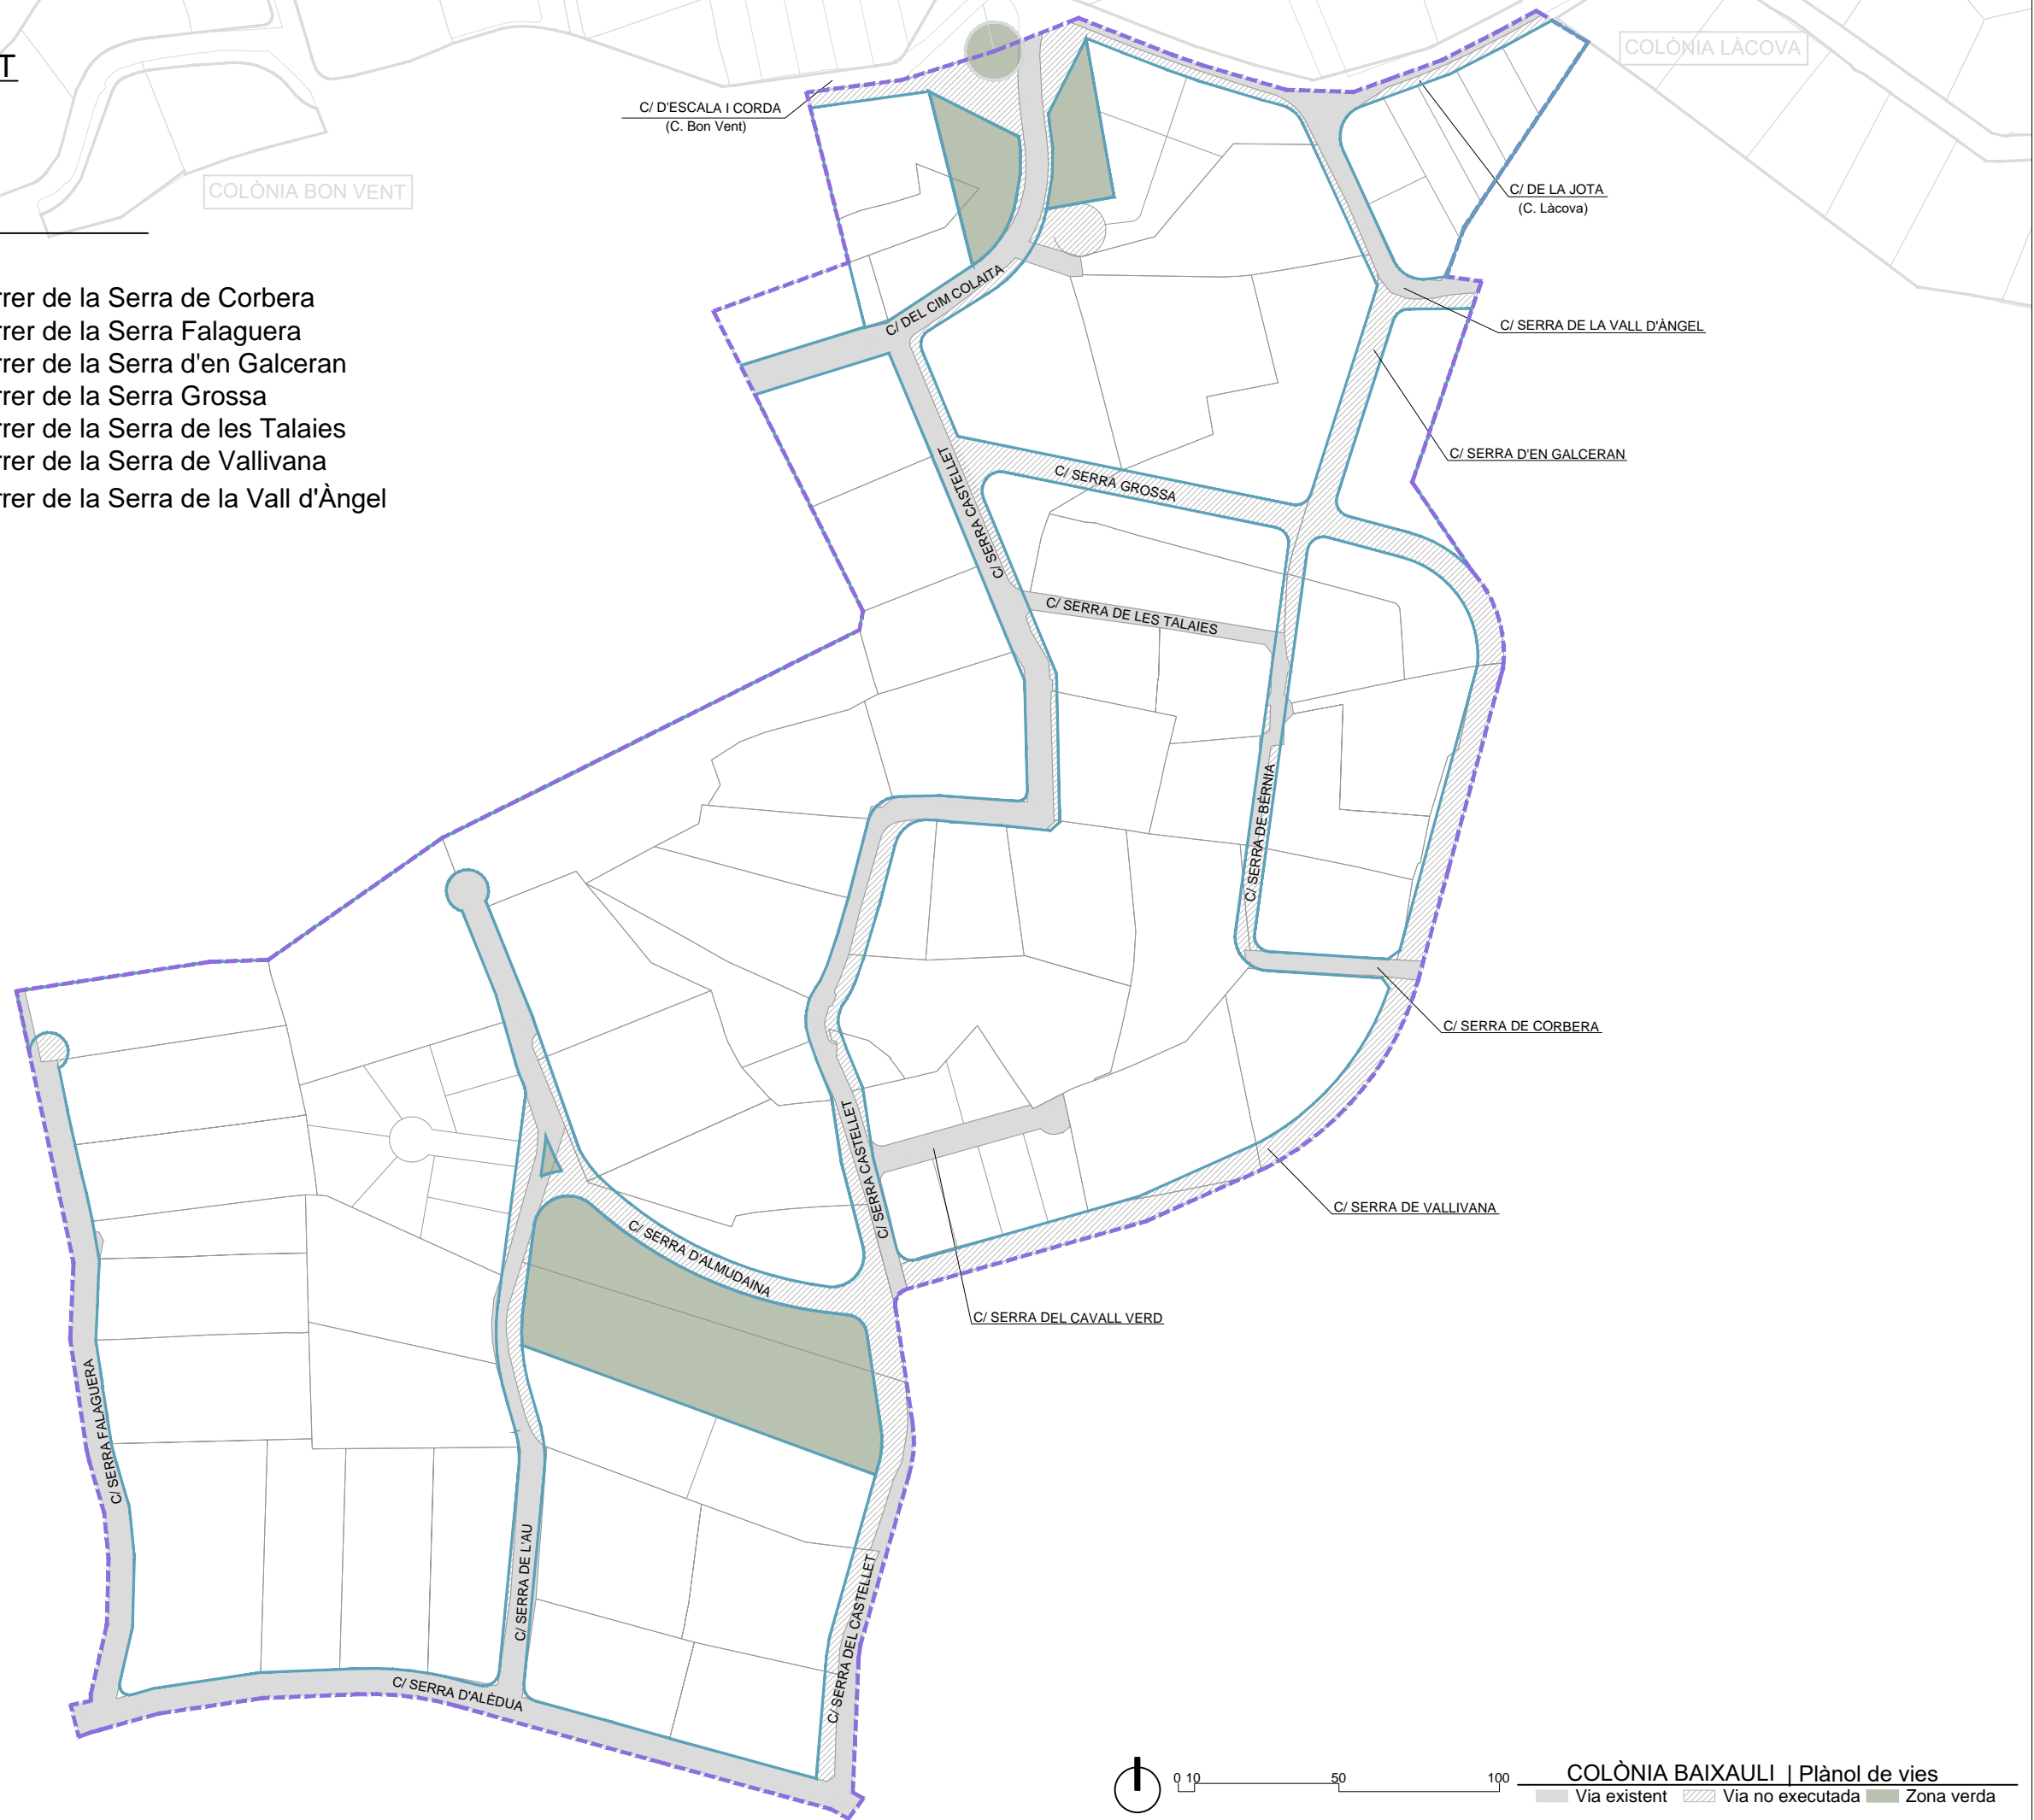 T
COLÒNIA LÀCOVA
C/ D'ESCALA I CORDA
(C. Bon Vent)
COLÒNIA BON VENT
C/ DE LA JOTA
(C. Làcova)
rrer de la Serra de Corbera
rrer de la Serra Falaguera
rrer de la Serra d'en Galceran
rrer de la Serra Grossa
rrer de la Serra de les Talaies
rrer de la Serra de Vallivana
rrer de la Serra de la Vall d'Àngel
C/ DEL CIM COLAITA
C/ SERRA DE LA VALL D'ÀNGEL
C/ SERRA D'EN GALCERAN
C/ SERRA GROSSA
C/ SERRA CASTELLET
C/ SERRA DE LES TALAIES
C/ SERRA DE BÈRNIA
C/ SERRA DE CORBERA
C/ SERRA CASTELLET
C/ SERRA DE VALLIVANA
C/ SERRA D'ALMUDAINA
C/ SERRA DEL CAVALL VERD
C/ SERRA FALAGUERA
C/ SERRA DE L'AU
C/ SERRA DEL CASTELLET
C/ SERRA D'ALÈDUA
0 10 50 100
COLÒNIA BAIXAULI | Plànol de vies
Via existent Via no executada Zona verda